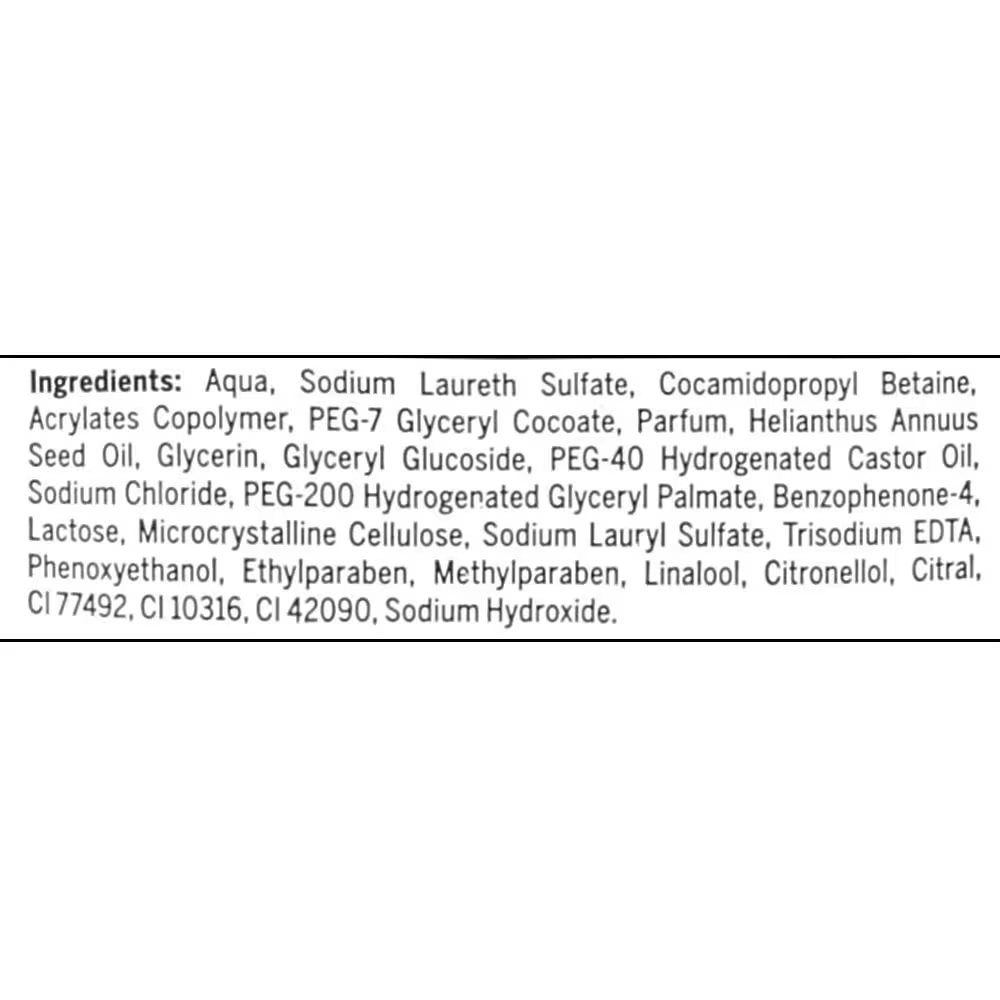 Ingredients: Aqua, Sodium Laureth Sulfate, Cocamidopropyl Betaine,
Acrylates Copolymer, PEG-7 Glyceryl Cocoate, Parfum, Helianthus Annuus
Seed Oil, Glycerin, Glyceryl Glucoside, PEG-40 Hydrogenated Castor Oil,
Sodium Chloride, PEG-200 Hydrogenated Glyceryl Palmate, Benzophenone-4,
Lactose, Microcrystalline Cellulose, Sodium Lauryl Sulfate, Trisodium EDTA,
Phenoxyethanol, Ethylparaben, Methylparaben, Linalool, Citronellol, Citral,
CI 77492, CI 10316, CI 42090, Sodium Hydroxide.